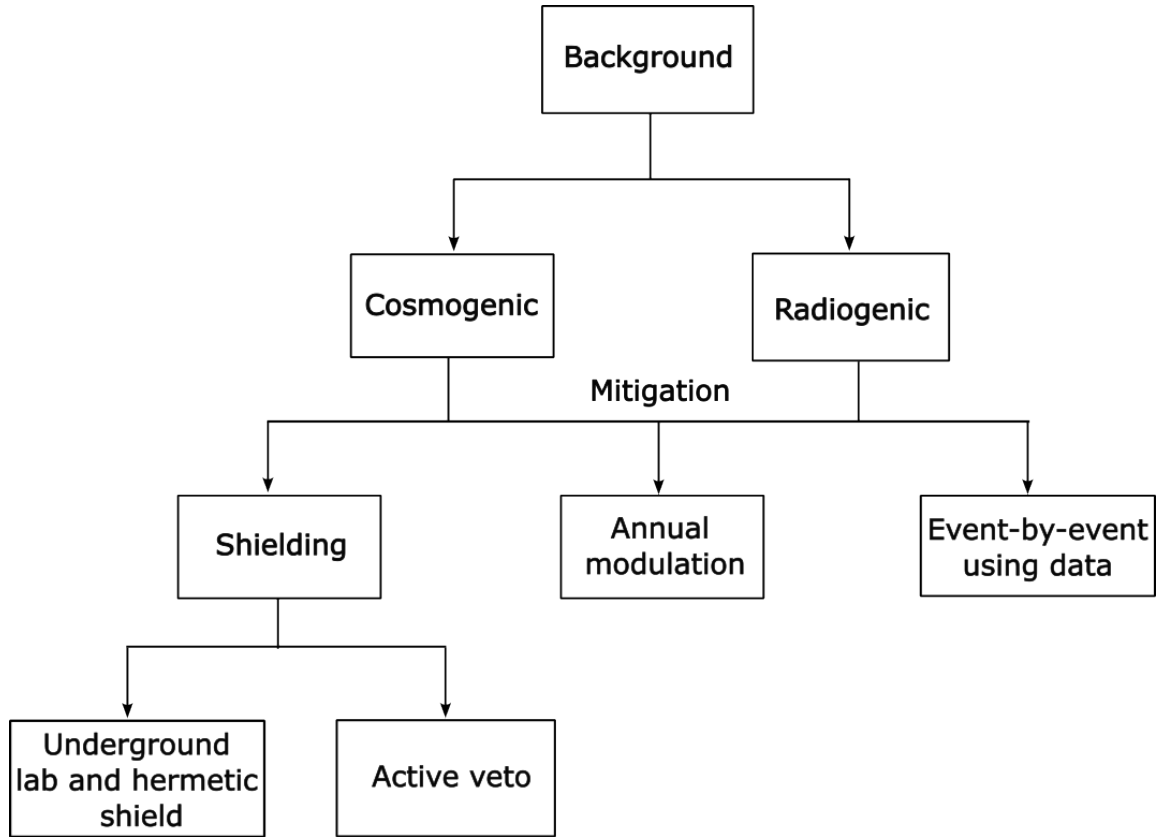 Background
Cosmogenic
Radiogenic
Mitigation
Shielding
Annual
modulation
Event-by-event
using data
Underground
lab and hermetic
shield
Active veto